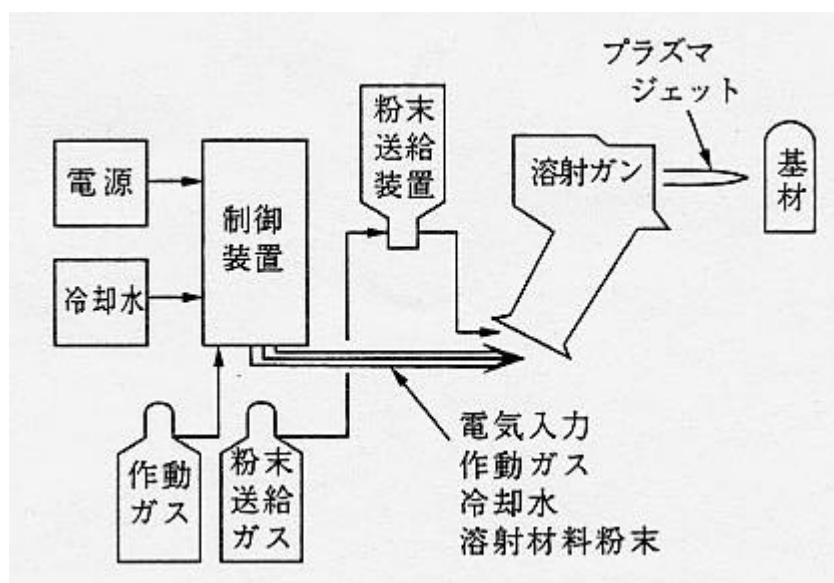 プラズマ
ジェット
粉末
送給
装置
電源
制御
装置
溶射ガン
基材
冷却水
作動
ガス
粉末
送給
ガス
電気入力
作動ガス
冷却水
溶射材料粉末